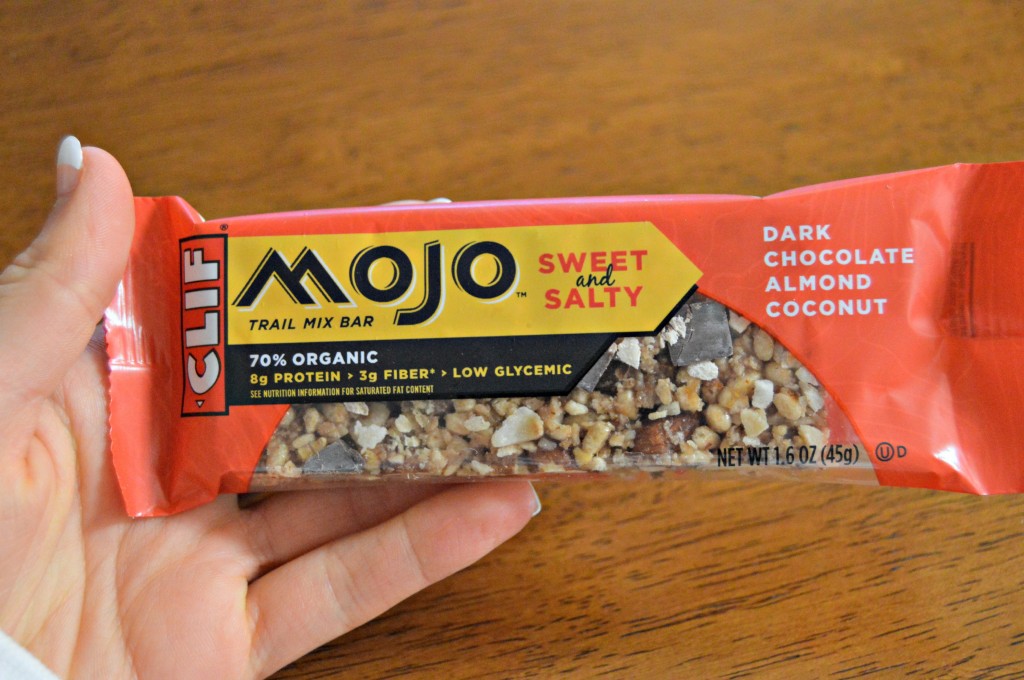 CLIF®
MOJO™
TRAIL MIX BAR
SWEET
and
SALTY
70% ORGANIC
8g PROTEIN > 3g FIBER* > LOW GLYCEMIC
SEE NUTRITION INFORMATION FOR SATURATED FAT CONTENT
DARK
CHOCOLATE
ALMOND
COCONUT
NET WT 1.6 OZ (45g)
U D